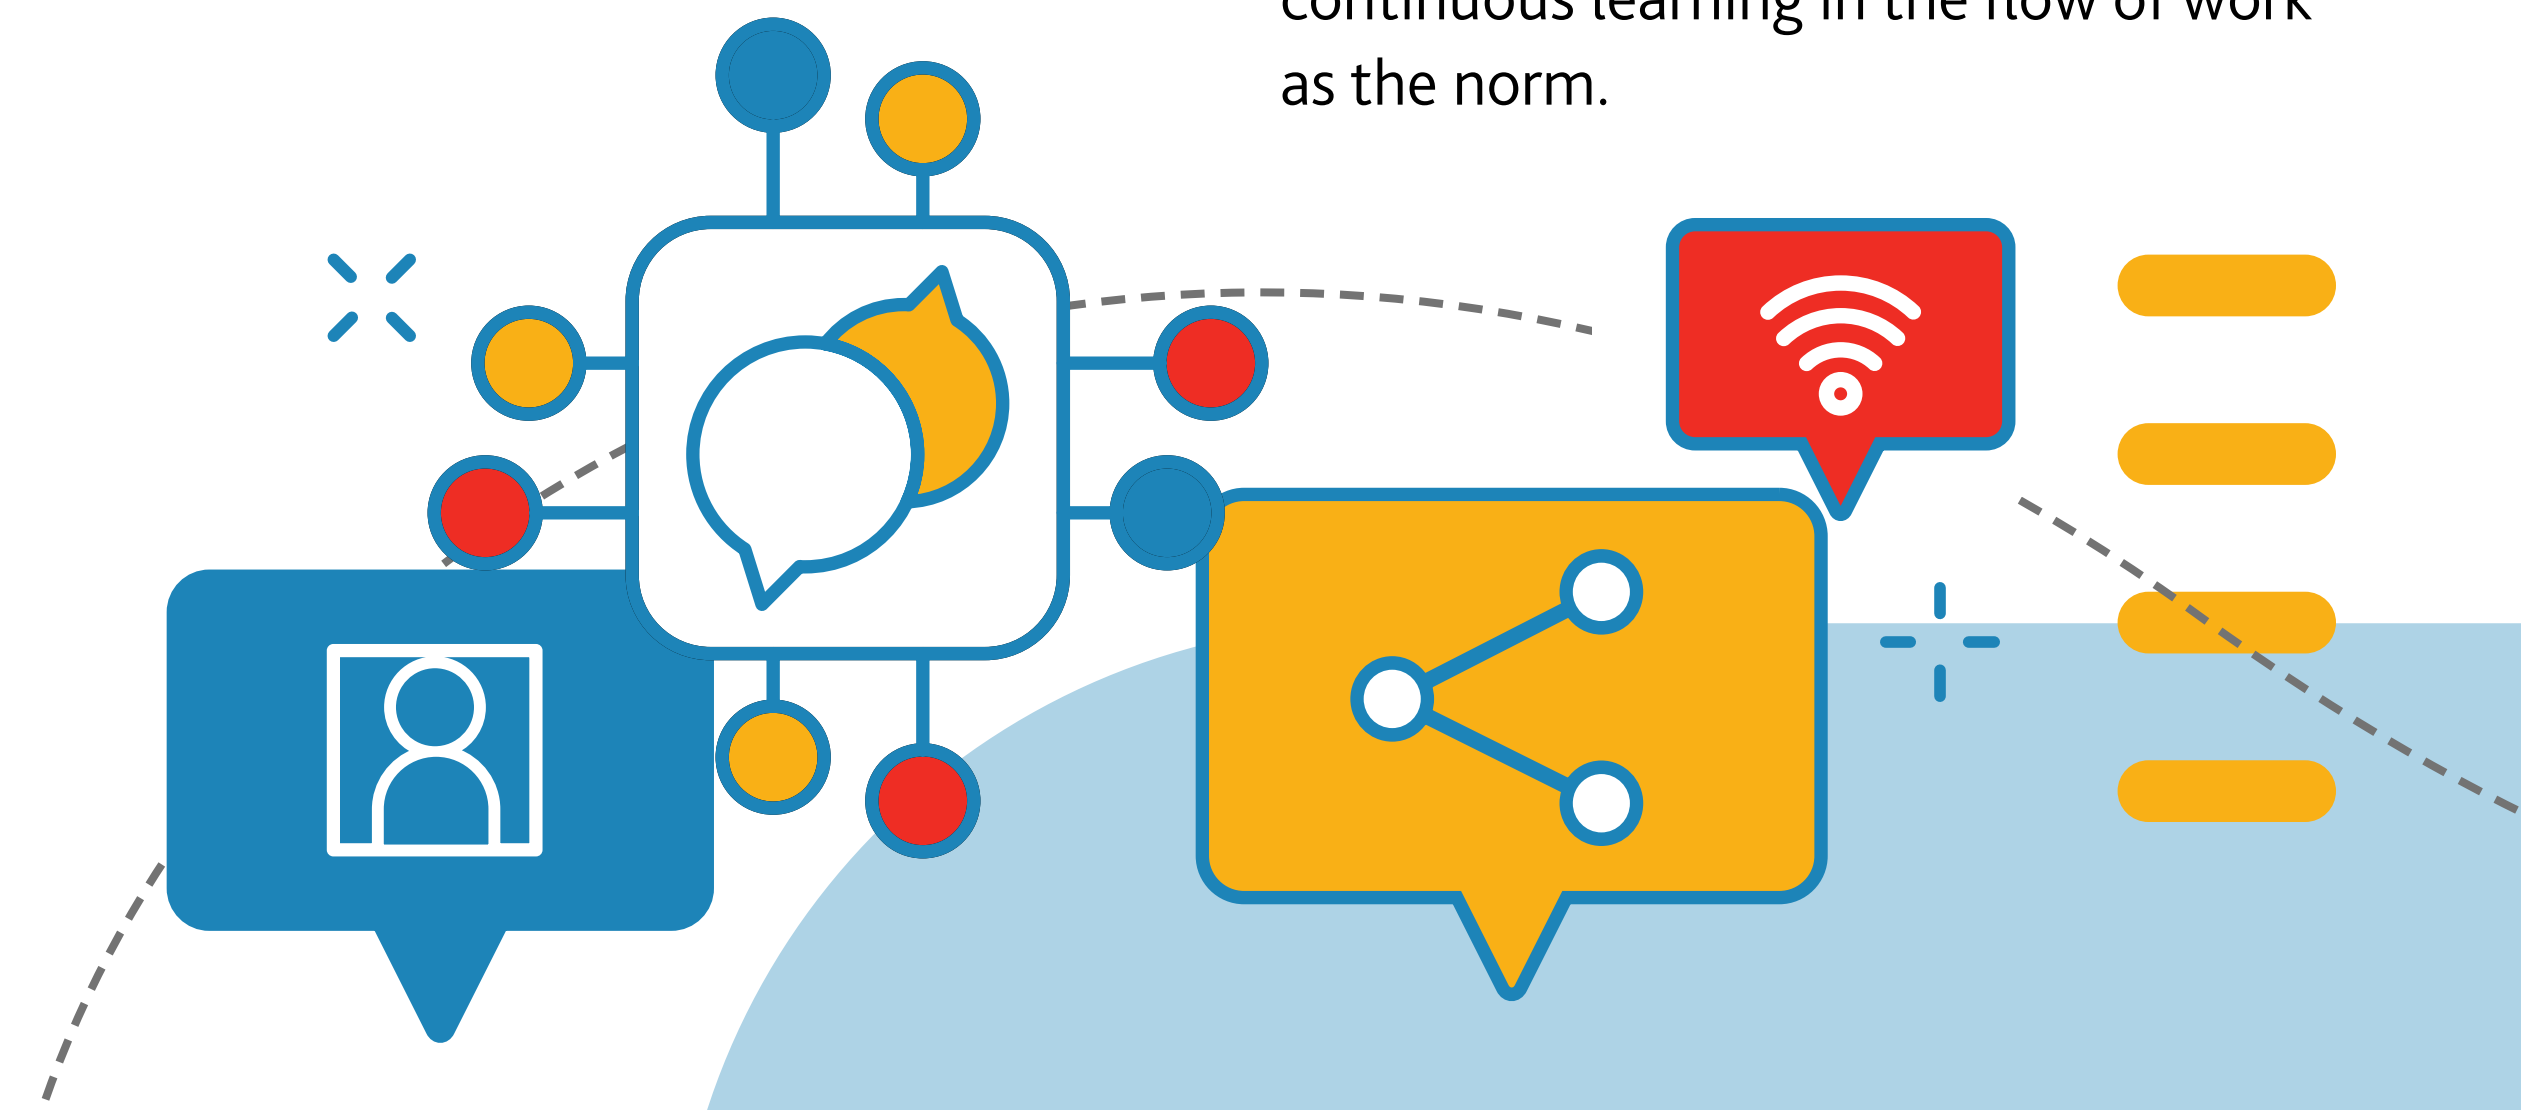 continuous learning in the flow of work
as the norm.